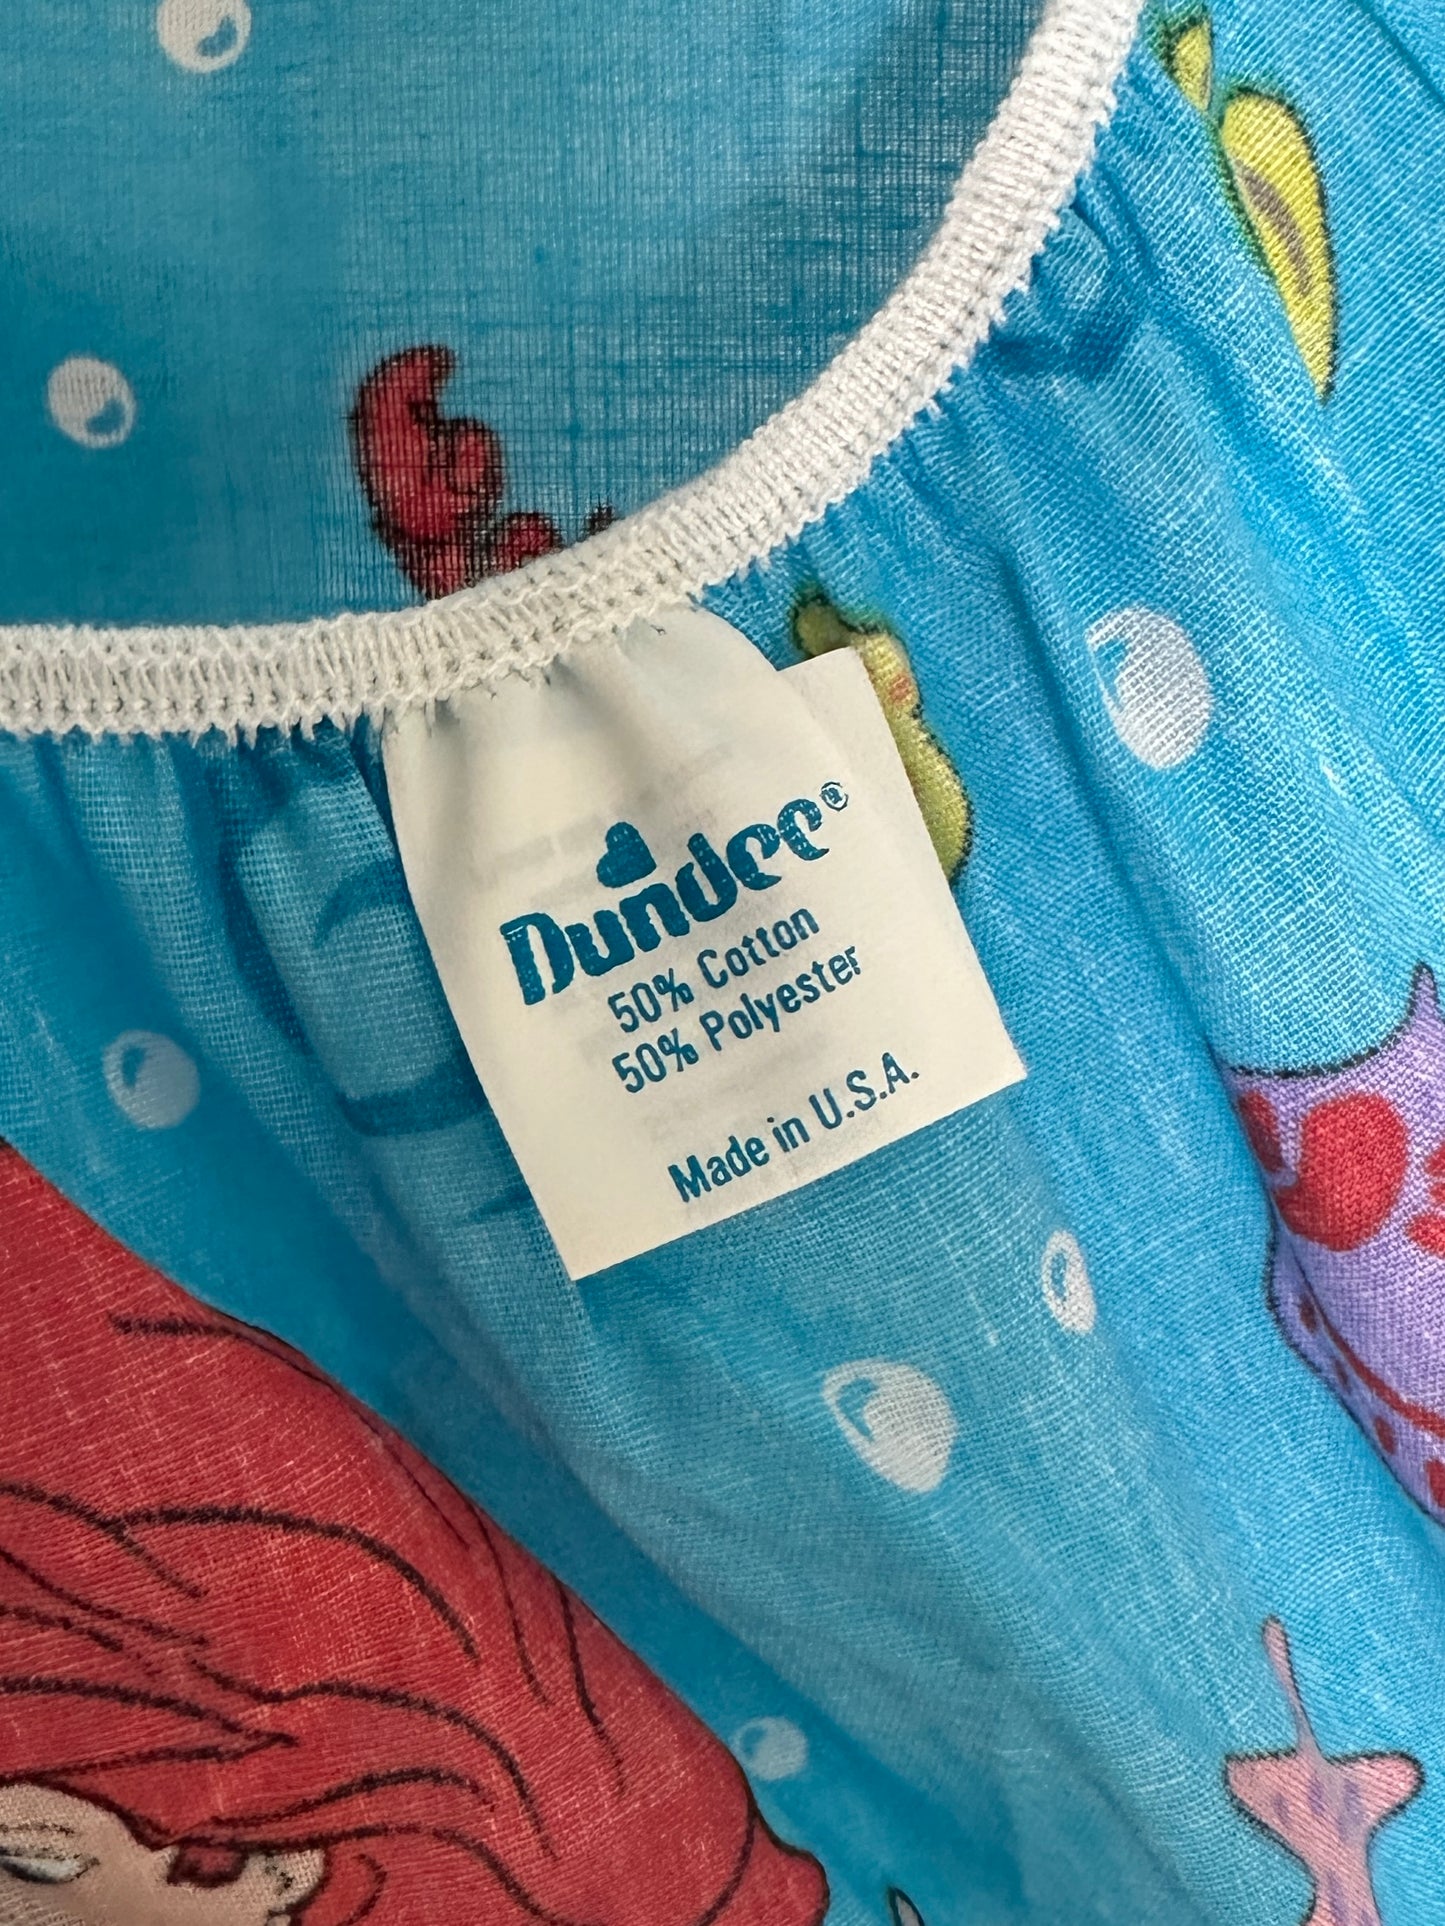 Dundee®
50% Cotton
50% Polyester
Made in U.S.A.